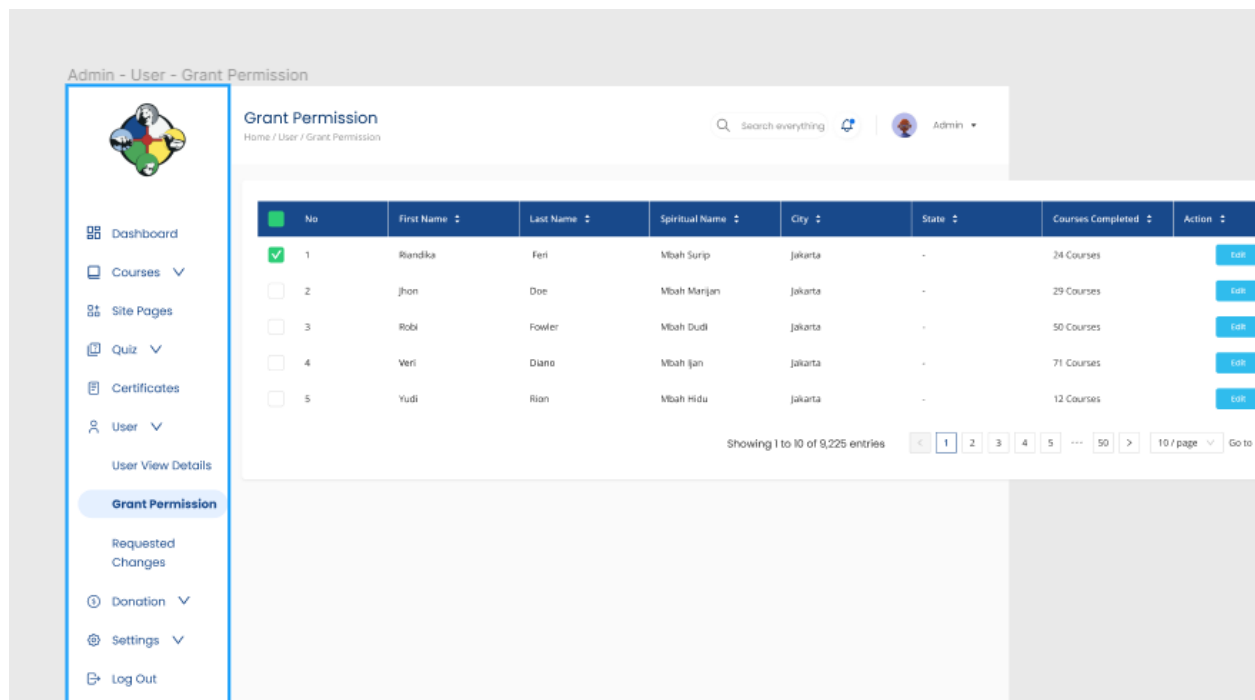 Admin - User - Grant Permission
Grant Permission
Home / User / Grant Permission
Search everything
Admin
Dashboard
Courses
Site Pages
Quiz
Certificates
User
User View Details
Grant Permission
Requested
Changes
Donation
Settings
Log Out
No First Name Last Name Spiritual Name City State Courses Completed Action
1 Riandika Feri Mbah Surip Jakarta - 24 Courses Edit
2 Jhon Doe Mbah Marijan Jakarta - 29 Courses Edit
3 Robi Fowler Mbah Dudi Jakarta - 50 Courses Edit
4 Veri Diano Mbah Ijan Jakarta - 71 Courses Edit
5 Yudi Rion Mbah Hidu Jakarta - 12 Courses Edit
Showing 1 to 10 of 9,225 entries < 1 2 3 4 5 ··· 50 > 10 / page Go to